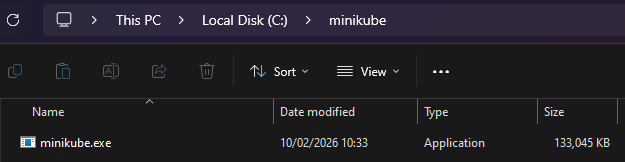 This PC > Local Disk (C:) > minikube
Sort View
Name Date modified Type Size
minikube.exe 10/02/2026 10:33 Application 133,045 KB